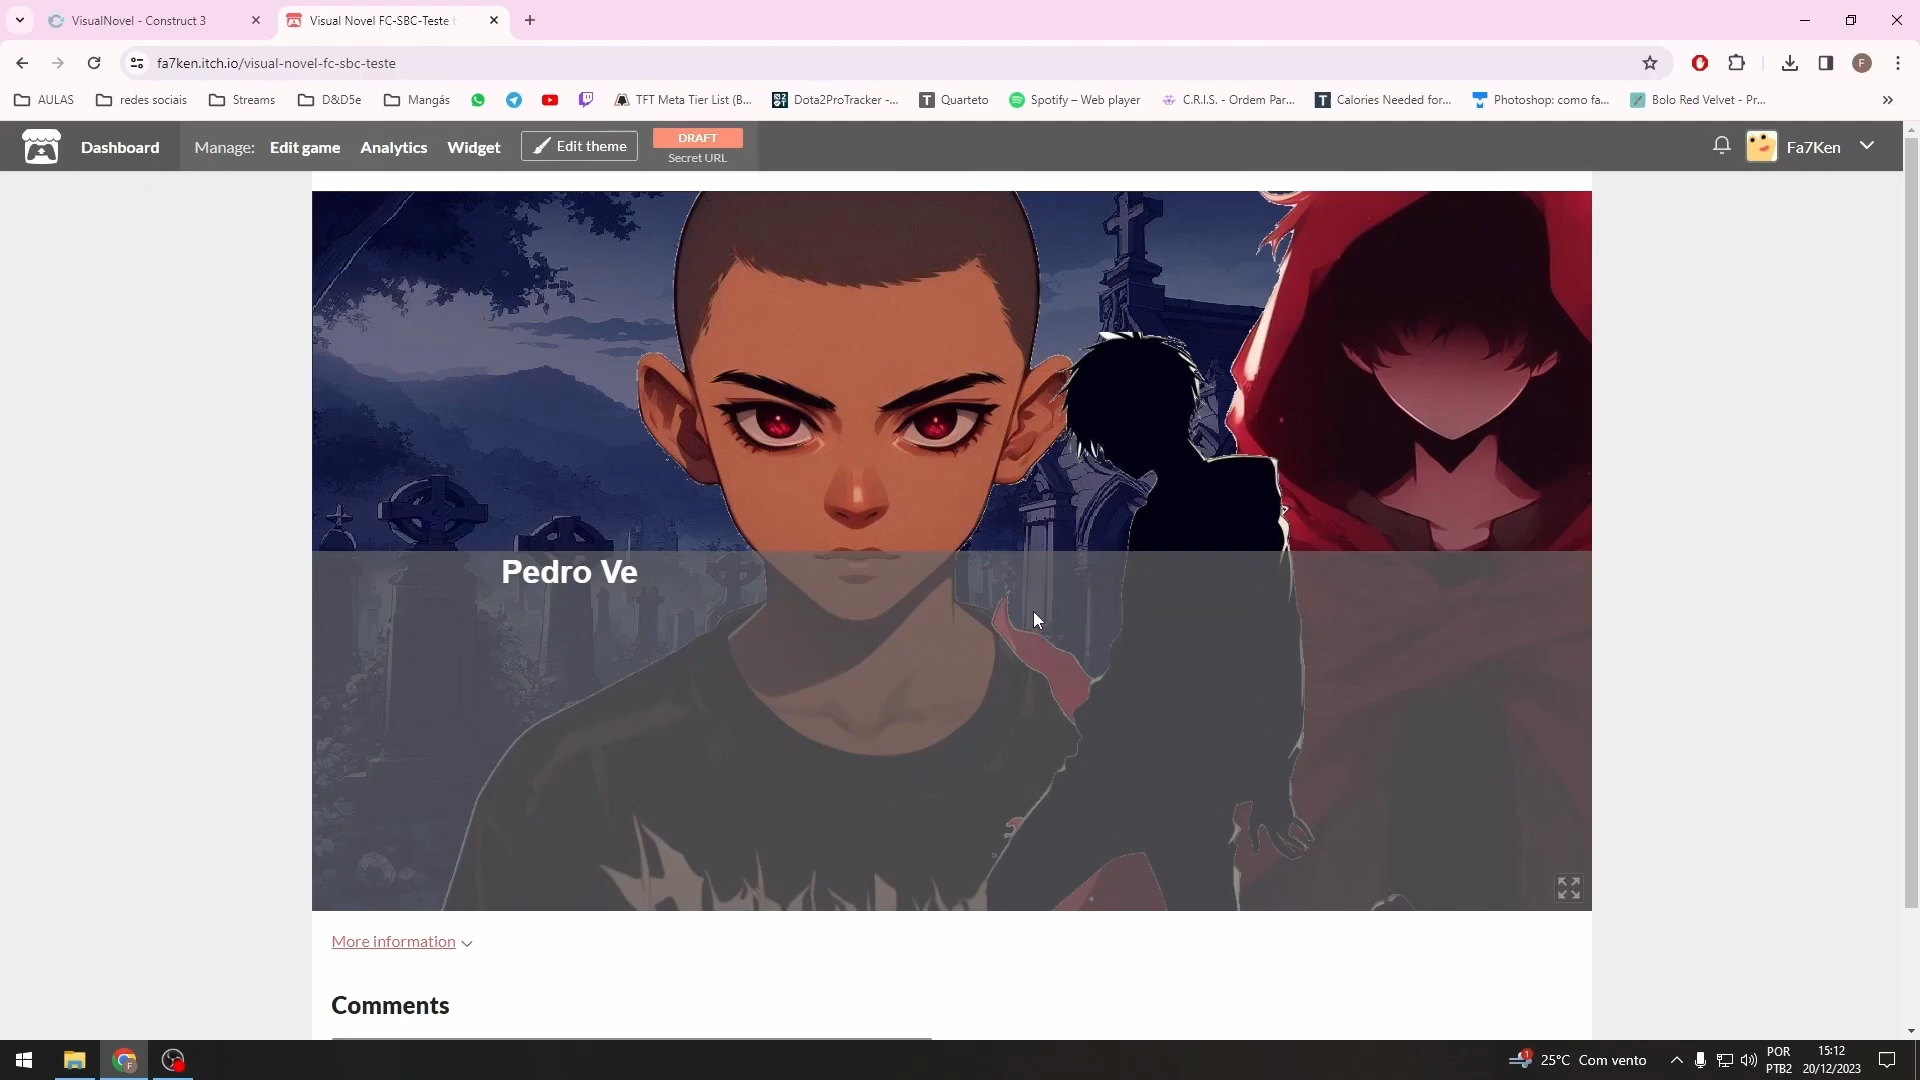 VisualNovel - Construct 3
Visual Novel FC-SBC-Teste
fa7ken.itch.io/visual-novel-fc-sbc-teste
F
AULAS
redes sociais
Streams
D&D5e
Mangás
TFT Meta Tier List (B...
Dota2ProTracker -...
Quarteto
Spotify – Web player
C.R.I.S. - Ordem Par...
Calories Needed for...
Photoshop: como fa...
Bolo Red Velvet - Pr...
Dashboard
Manage:
Edit game
Analytics
Widget
Edit theme
DRAFT
Secret URL
Fa7Ken
Pedro Ve
More information
Comments
25°C Com vento
POR
PTB2
15:12
20/12/2023